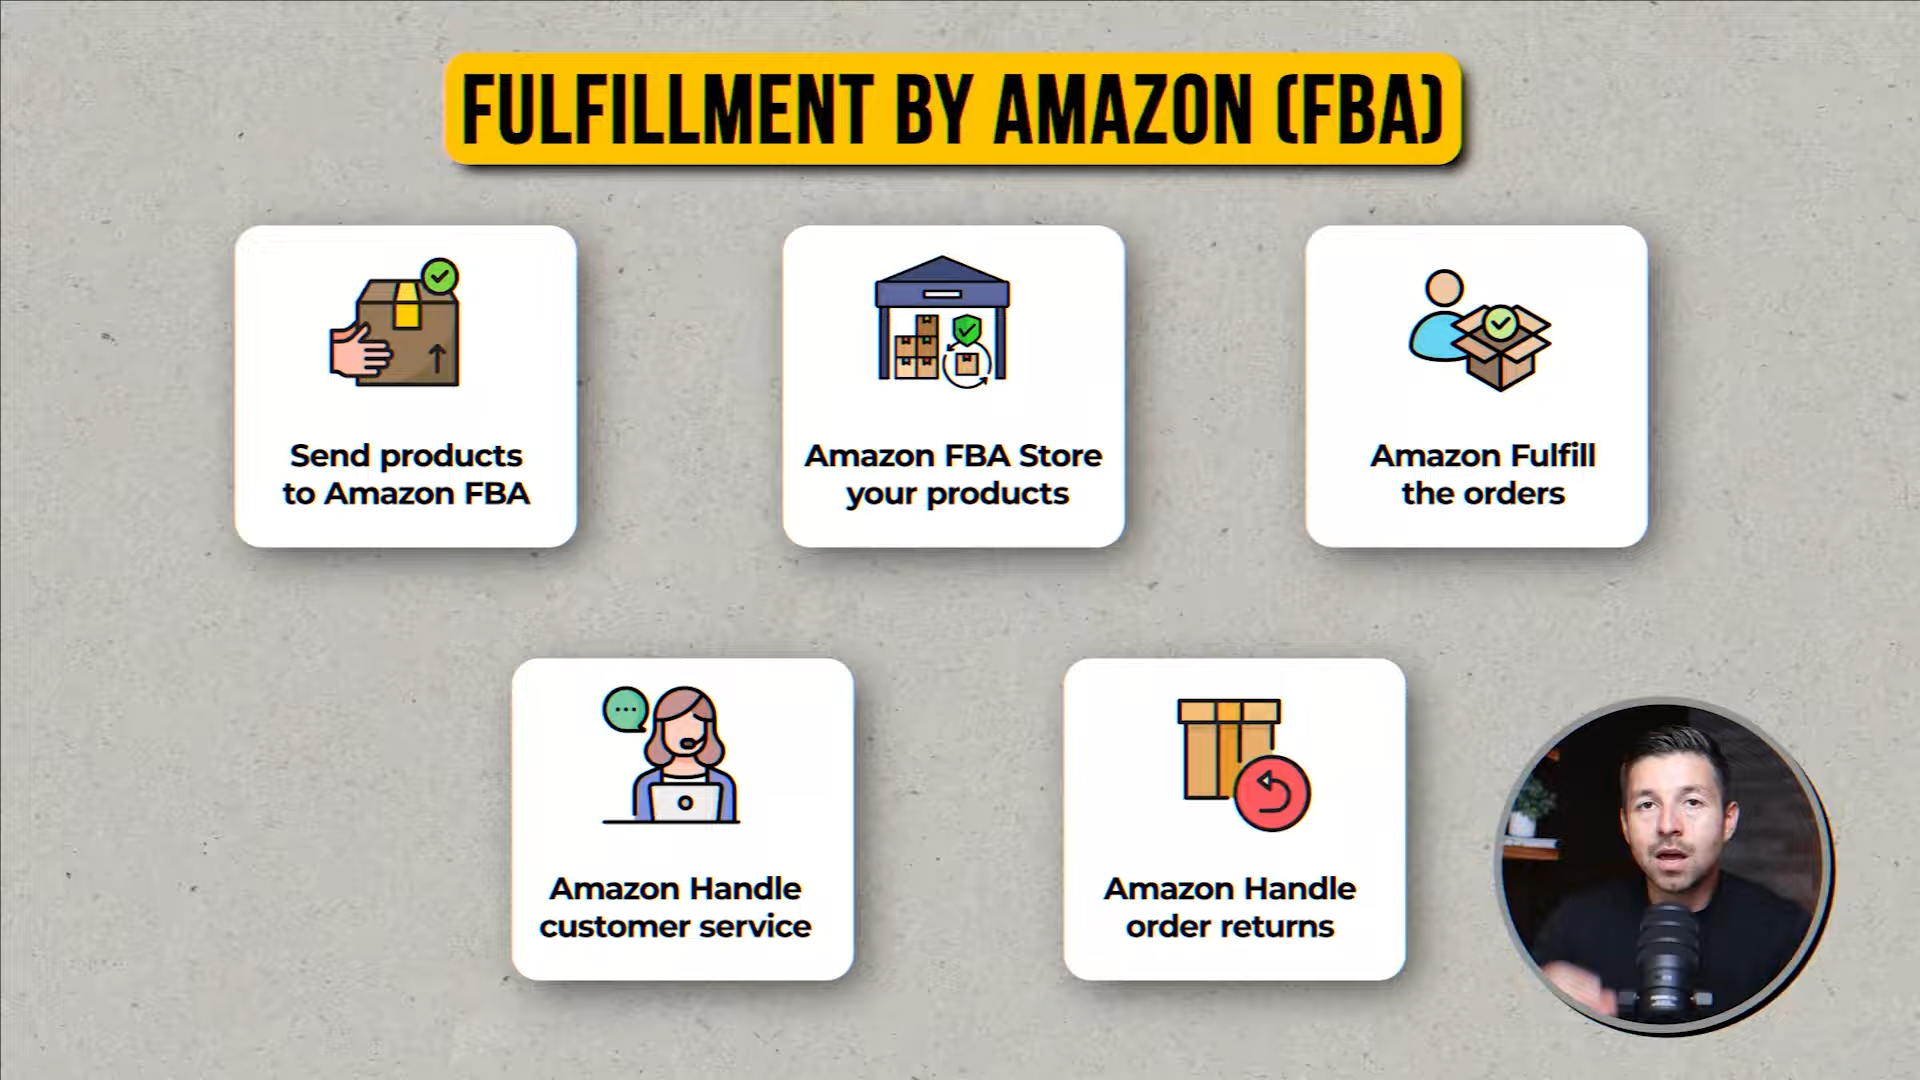 FULFILLMENT BY AMAZON (FBA)
Send products
to Amazon FBA
Amazon FBA Store
your products
Amazon Fulfill
the orders
Amazon Handle
customer service
Amazon Handle
order returns